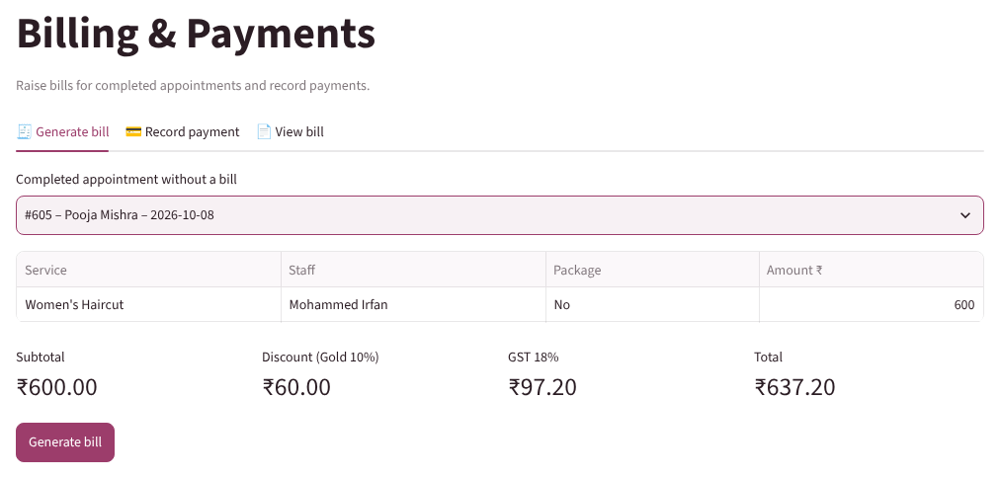 Billing & Payments
Raise bills for completed appointments and record payments.
🧾 Generate bill 💳 Record payment 📄 View bill
Completed appointment without a bill
#605 – Pooja Mishra – 2026-10-08
Service Staff Package Amount ₹
Women's Haircut Mohammed Irfan No 600
Subtotal Discount (Gold 10%) GST 18% Total
₹600.00 ₹60.00 ₹97.20 ₹637.20
Generate bill